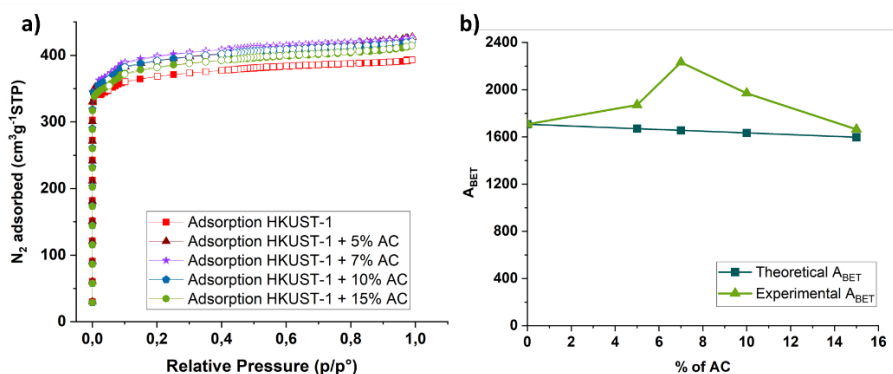 a)
N₂ adsorbed (cm³g⁻¹STP)
400
300
200
100
0
0,0 0,2 0,4 0,6 0,8 1,0
Relative Pressure (p/p°)
Adsorption HKUST-1
Adsorption HKUST-1 + 5% AC
Adsorption HKUST-1 + 7% AC
Adsorption HKUST-1 + 10% AC
Adsorption HKUST-1 + 15% AC
b)
A_BET
2400
2000
1600
1200
800
400
0
0 2 4 6 8 10 12 14 16
% of AC
Theoretical A_BET
Experimental A_BET